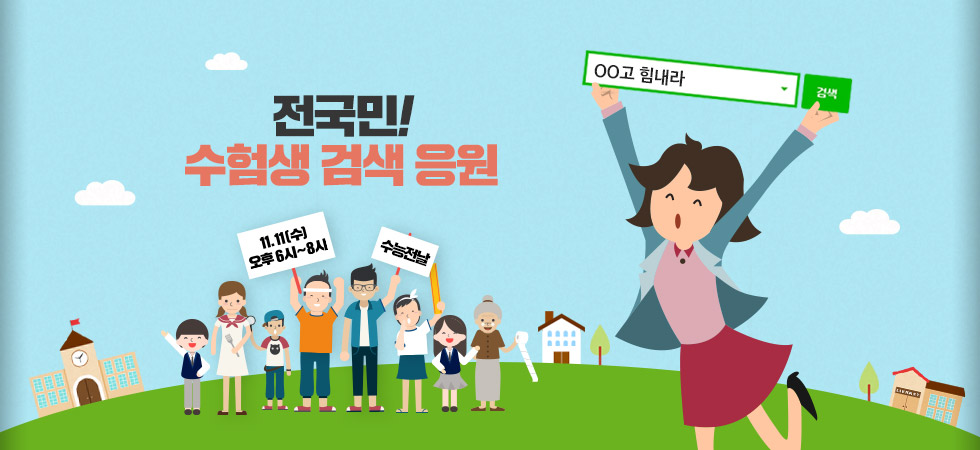 OO고 힘내라
검색
전국민!
수험생 검색 응원
11.11(수)
오후 6시~8시
수능전날
LIBRARY